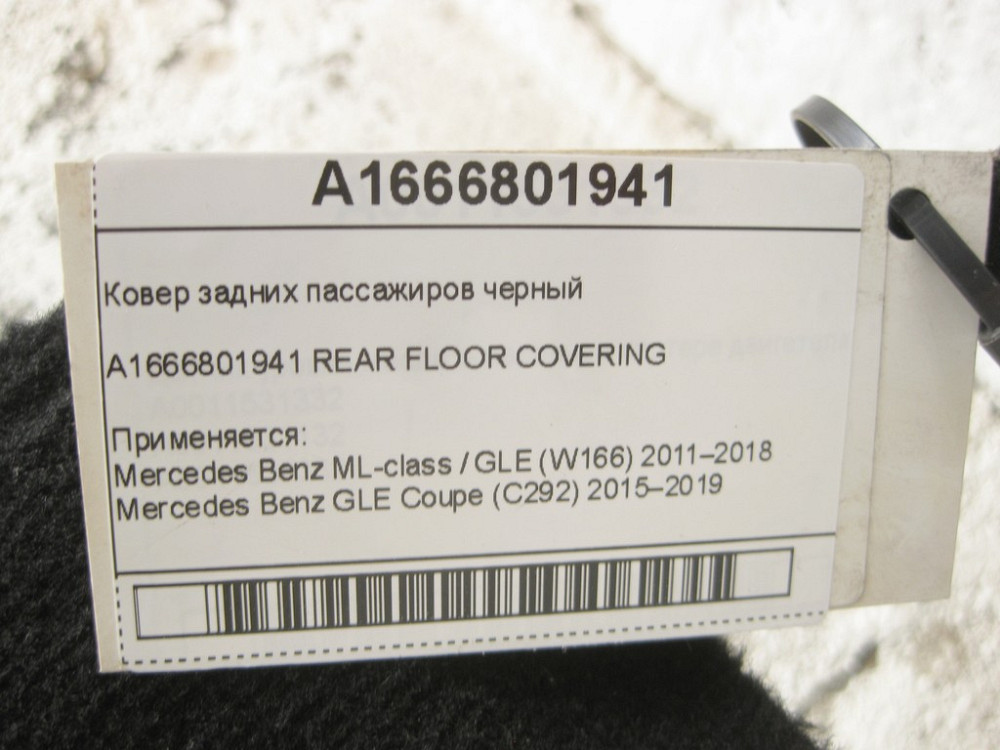 A1666801941
Ковер задних пассажиров черный
A1666801941 REAR FLOOR COVERING
Применяется:
Mercedes Benz ML-class / GLE (W166) 2011–2018
Mercedes Benz GLE Coupe (C292) 2015–2019